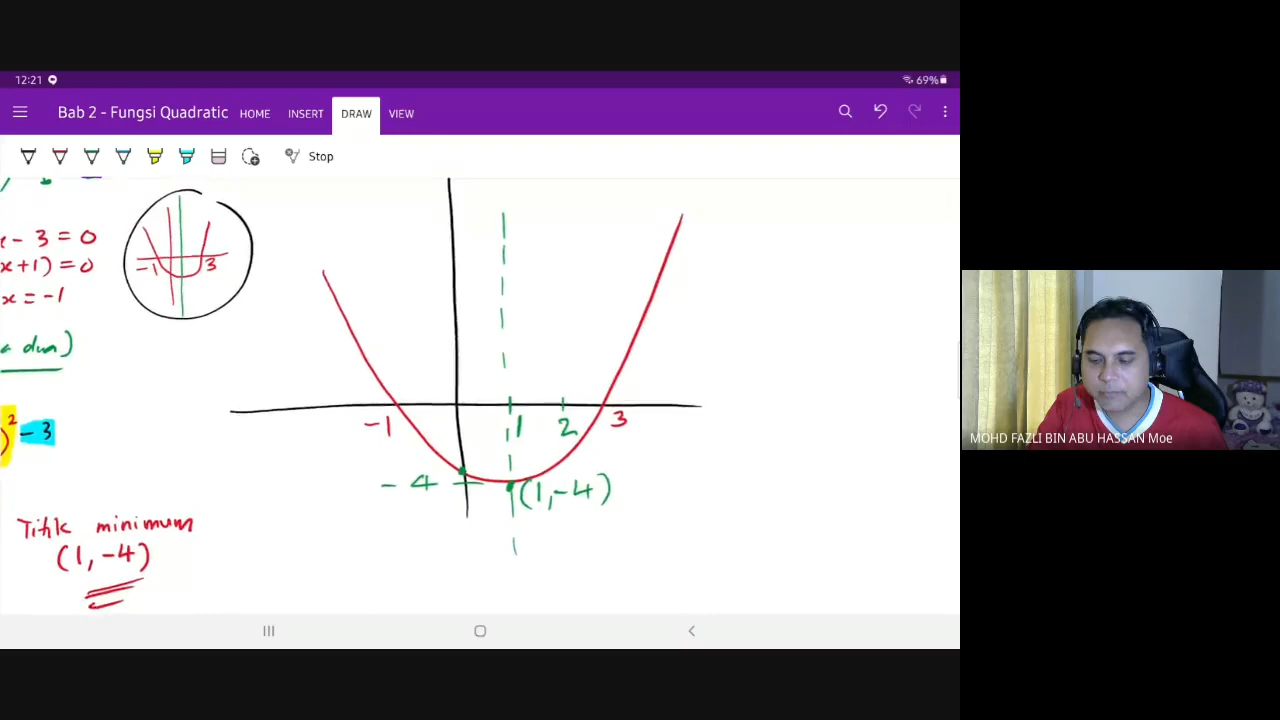 12:21 69%
Bab 2 - Fungsi Quadratic HOME INSERT DRAW VIEW
Stop
x - 3 = 0
x + 1) = 0
x = -1
-1 3
a dua)
)² - 3
Titik minimum
(1, -4)
-1 1 2 3
-4 (1, -4)
MOHD FAZLI BIN ABU HASSAN Moe